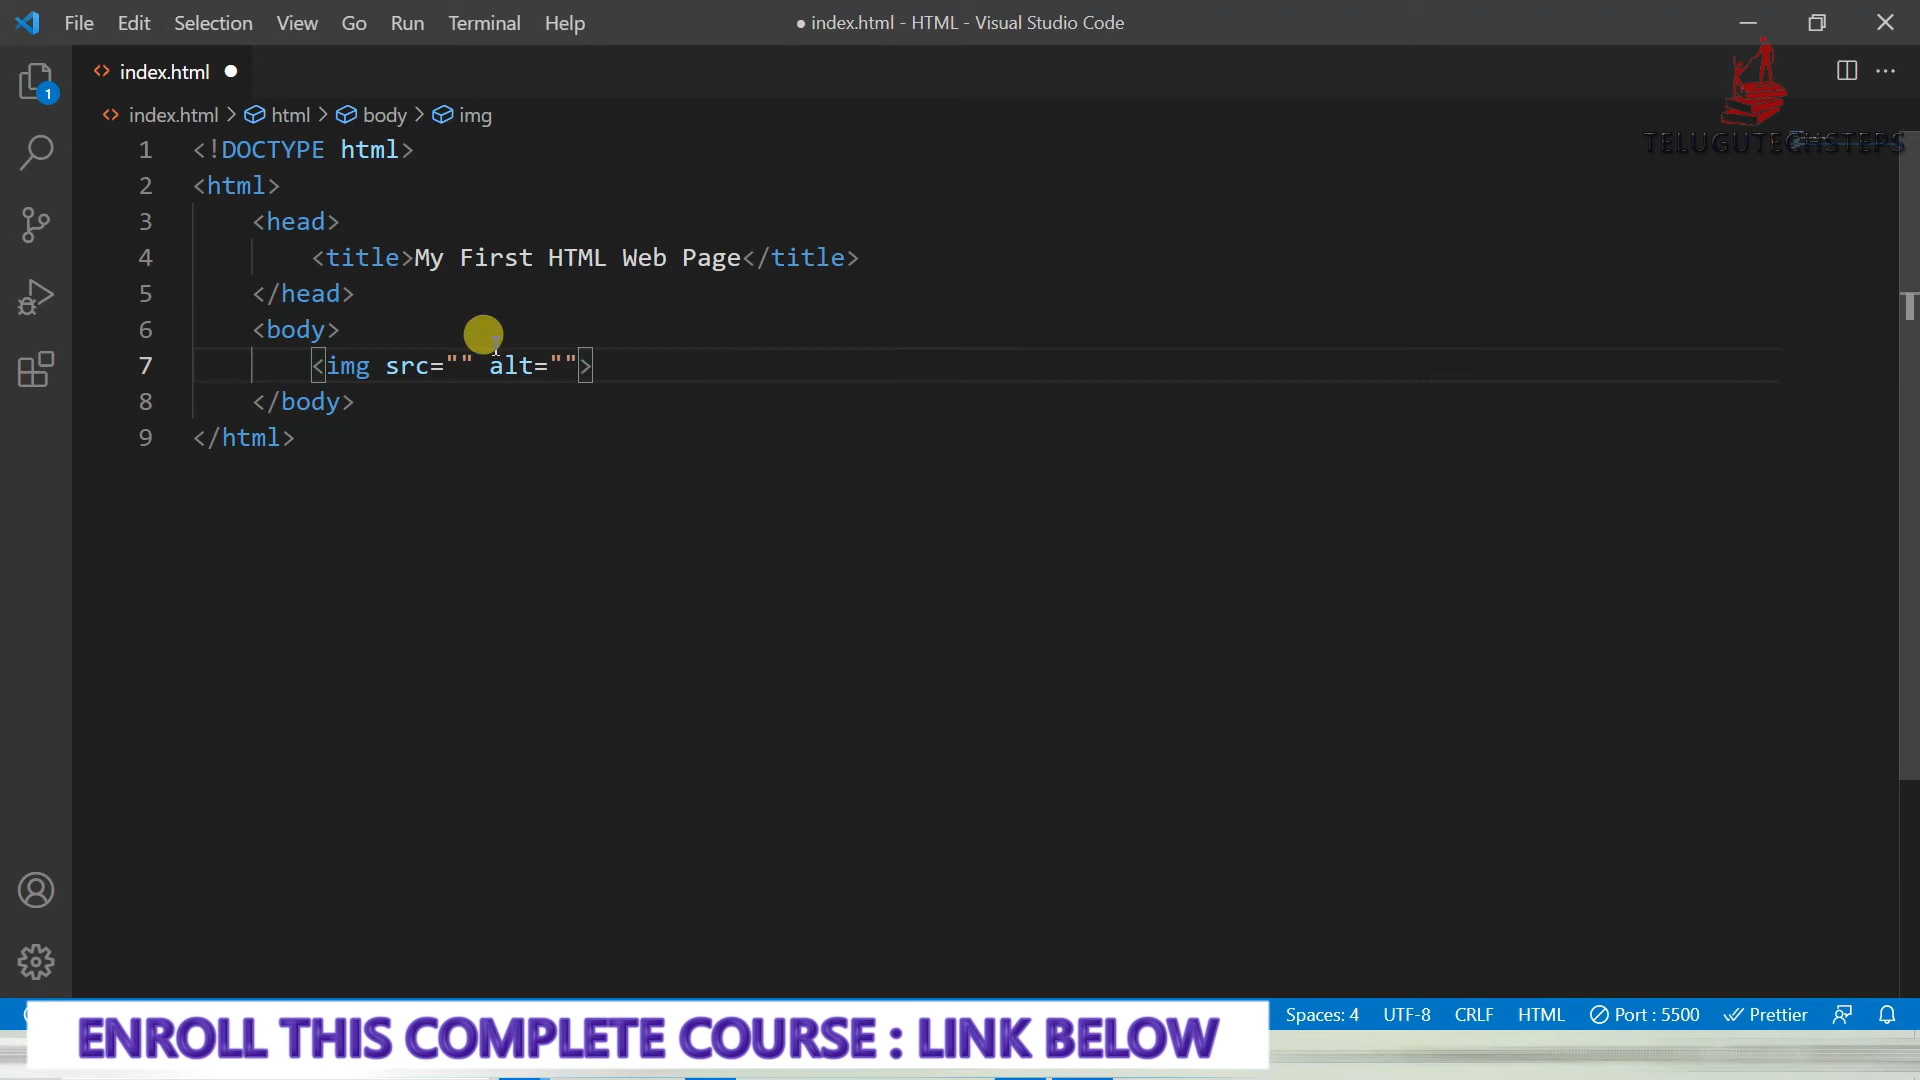 File Edit Selection View Go Run Terminal Help ● index.html - HTML - Visual Studio Code
index.html
TELUGUTECHSTEPS
1
index.html > html > body > img
1 <!DOCTYPE html>
2 <html>
3 <head>
4 <title>My First HTML Web Page</title>
5 </head>
6 <body>
7 <img src="" alt="">
8 </body>
9 </html>
Spaces: 4 UTF-8 CRLF HTML Port : 5500 Prettier
ENROLL THIS COMPLETE COURSE : LINK BELOW